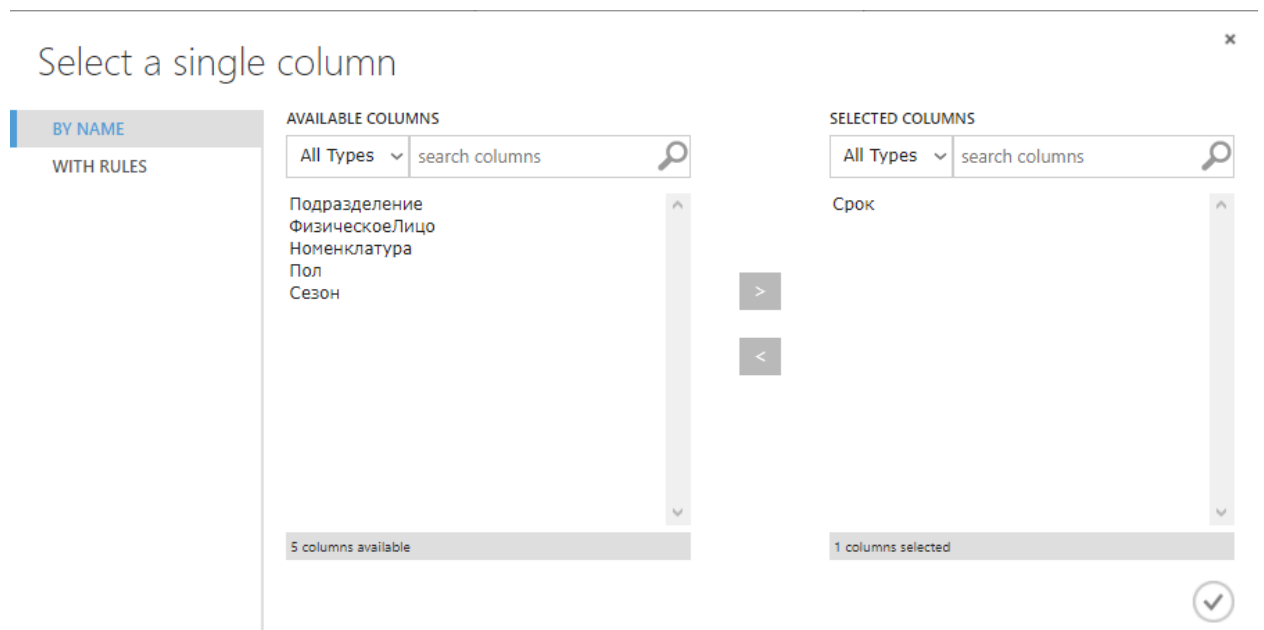 Select a single column
BY NAME
WITH RULES
AVAILABLE COLUMNS
All Types
search columns
Подразделение
ФизическоеЛицо
Номенклатура
Пол
Сезон
5 columns available
>
<
SELECTED COLUMNS
All Types
search columns
Срок
1 columns selected